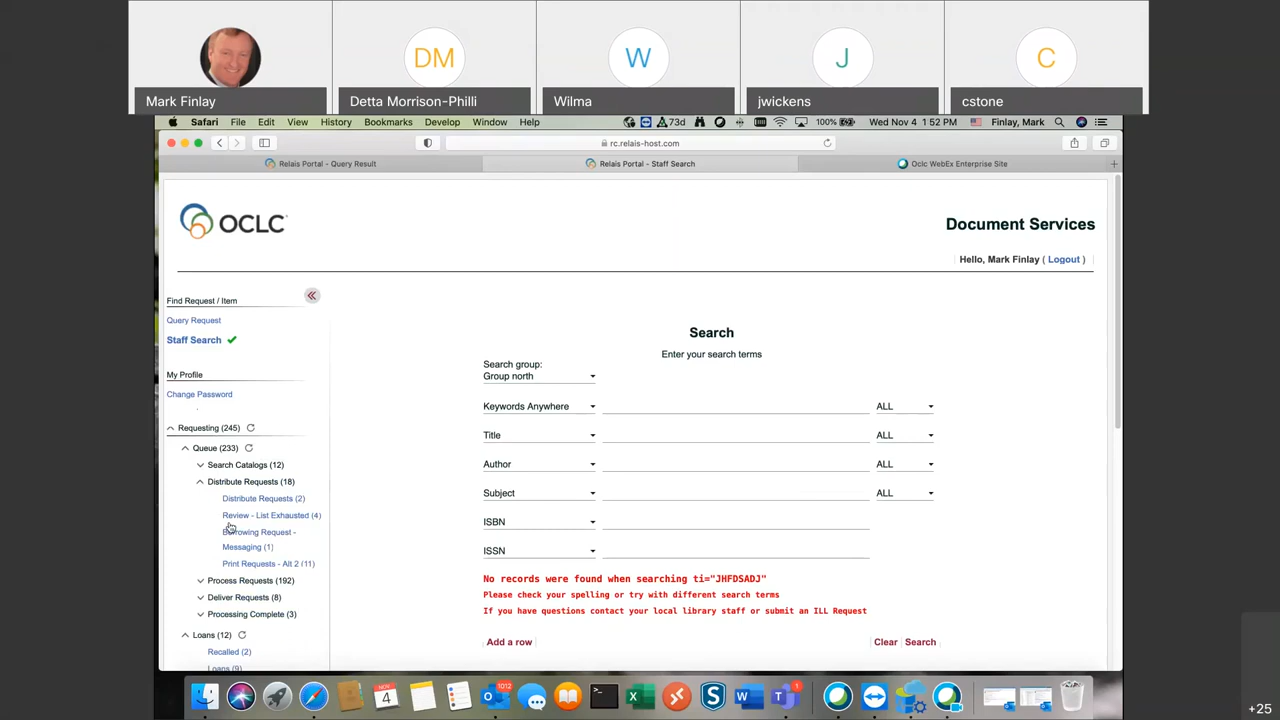 DM
W
J
C
Mark Finlay
Detta Morrison-Philli
Wilma
jwickens
cstone
Safari File Edit View History Bookmarks Develop Window Help
73d 100% Wed Nov 4 1:52 PM Finlay, Mark
rc.relais-host.com
Relais Portal - Query Result
Relais Portal - Staff Search
Oclc WebEx Enterprise Site
OCLC
Document Services
Hello, Mark Finlay ( Logout )
Find Request / Item
Query Request
Staff Search
My Profile
Change Password
Requesting (245)
Queue (233)
Search Catalogs (12)
Distribute Requests (18)
Distribute Requests (2)
Review - List Exhausted (4)
Borrowing Request -
Messaging (1)
Print Requests - Alt 2 (11)
Process Requests (192)
Deliver Requests (8)
Processing Complete (3)
Loans (12)
Recalled (2)
Loans (9)
Search
Enter your search terms
Search group:
Group north
Keywords Anywhere ALL
Title ALL
Author ALL
Subject ALL
ISBN
ISSN
No records were found when searching ti="JHFDSADJ"
Please check your spelling or try with different search terms
If you have questions contact your local library staff or submit an ILL Request
Add a row
Clear Search
4
1012
1
+25